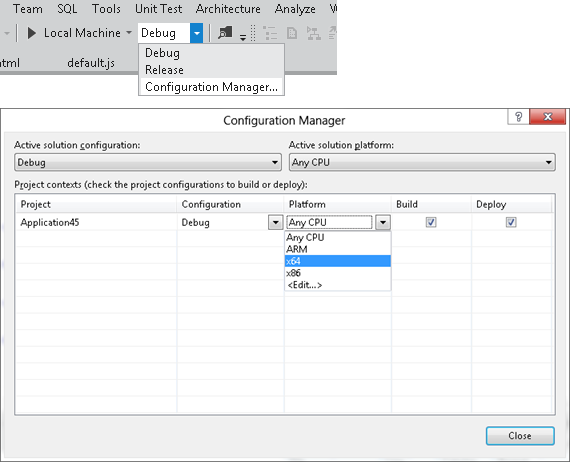 Team SQL Tools Unit Test Architecture Analyze W
Local Machine Debug
Debug
html default.js Release
Configuration Manager...
Configuration Manager
Active solution configuration: Active solution platform:
Debug Any CPU
Project contexts (check the project configurations to build or deploy):
Project Configuration Platform Build Deploy
Application45 Debug Any CPU
Any CPU
ARM
x64
x86
<Edit...>
Close